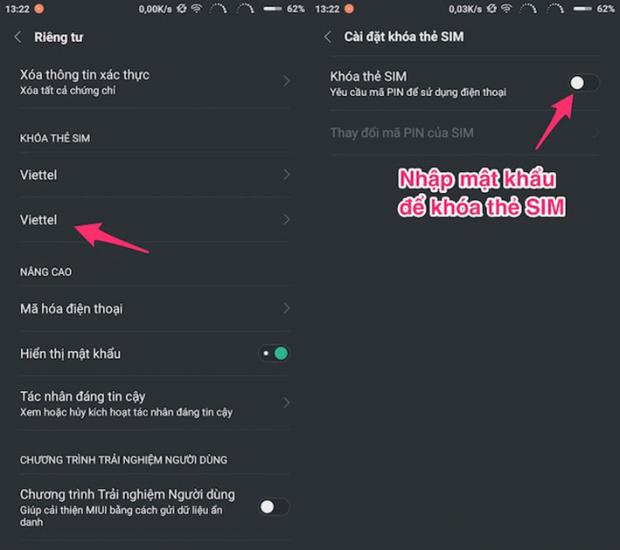 13:22
0,00K/s
62%
Riêng tư
Xóa thông tin xác thực
Xóa tất cả chứng chỉ
KHÓA THẺ SIM
Viettel
Viettel
NÂNG CAO
Mã hóa điện thoại
Hiển thị mật khẩu
Tác nhân đáng tin cậy
Xem hoặc hủy kích hoạt tác nhân đáng tin cậy
CHƯƠNG TRÌNH TRẢI NGHIỆM NGƯỜI DÙNG
Chương trình Trải nghiệm Người dùng
Giúp cải thiện MIUI bằng cách gửi dữ liệu ẩn
danh
13:22
0,03K/s
62%
Cài đặt khóa thẻ SIM
Khóa thẻ SIM
Yêu cầu mã PIN để sử dụng điện thoại
Thay đổi mã PIN của SIM
Nhập mật khẩu
để khóa thẻ SIM